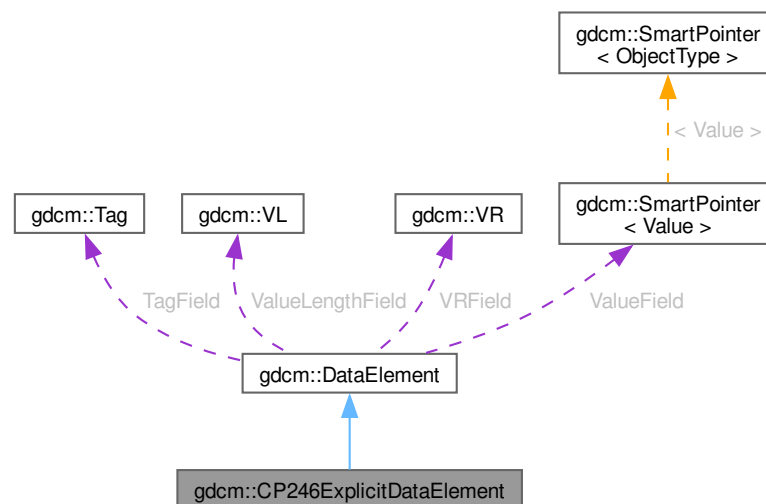 gdcm::SmartPointer
< ObjectType >
< Value >
gdcm::Tag
gdcm::VL
gdcm::VR
gdcm::SmartPointer
< Value >
TagField
ValueLengthField
VRField
ValueField
gdcm::DataElement
gdcm::CP246ExplicitDataElement